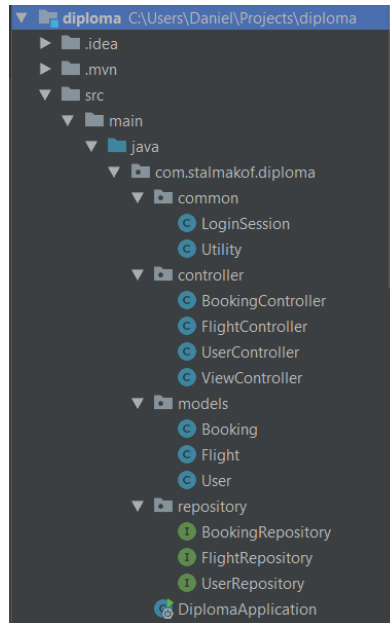 diploma C:\Users\Daniel\Projects\diploma
.idea
.mvn
src
main
java
com.stalmakof.diploma
common
C LoginSession
C Utility
controller
C BookingController
C FlightController
C UserController
C ViewController
models
C Booking
C Flight
C User
repository
I BookingRepository
I FlightRepository
I UserRepository
DiplomaApplication